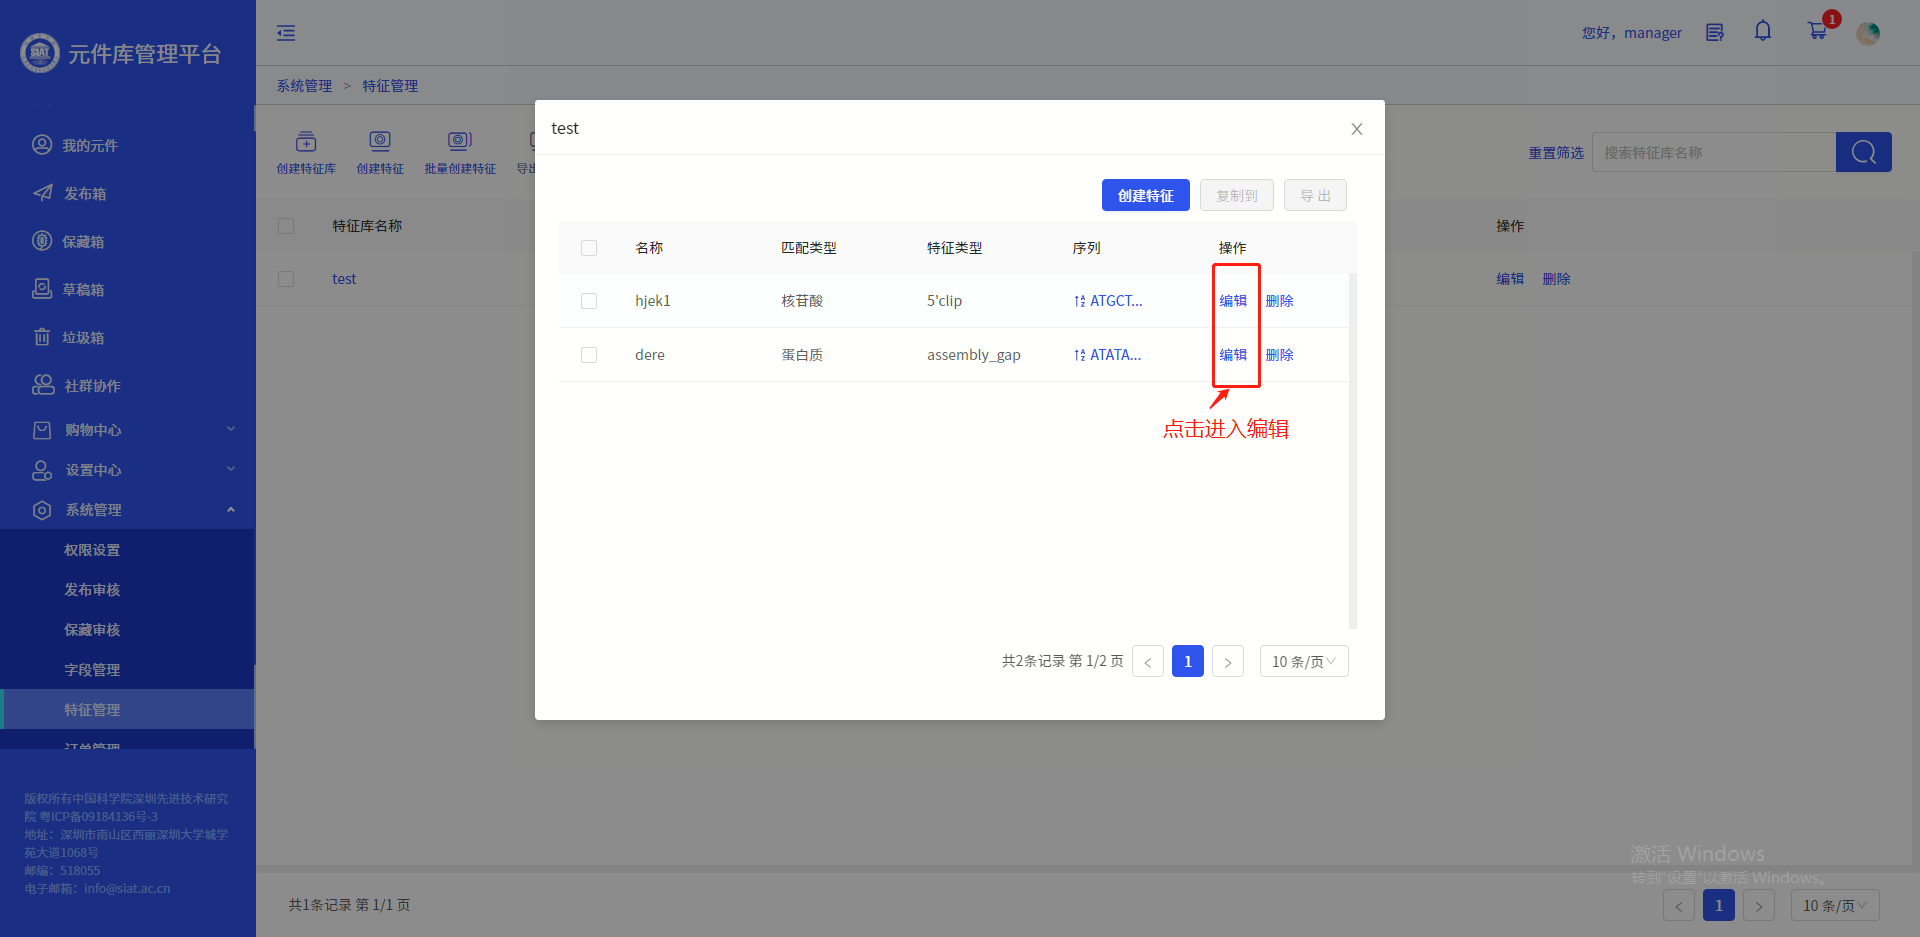 元件库管理平台
我的元件
发布箱
保藏箱
草稿箱
垃圾箱
社群协作
购物中心
设置中心
系统管理
权限设置
发布审核
保藏审核
字段管理
特征管理
订单管理
版权所有中国科学院深圳先进技术研究
院 粤ICP备09184136号-3
地址：深圳市南山区西丽深圳大学城学
苑大道1068号
邮编：518055
电子邮箱：info@siat.ac.cn
您好，manager
1
系统管理 > 特征管理
创建特征库
创建特征
批量创建特征
导出
重置筛选
搜索特征库名称
特征库名称
操作
test
编辑 删除
test
创建特征
复制到
导 出
名称 匹配类型 特征类型 序列 操作
hjek1 核苷酸 5'clip ATGCT... 编辑 删除
dere 蛋白质 assembly_gap ATATA... 编辑 删除
点击进入编辑
共2条记录 第 1/2 页 < 1 > 10 条/页
激活 Windows
转到"设置"以激活 Windows。
共1条记录 第 1/1 页
< 1 > 10 条/页